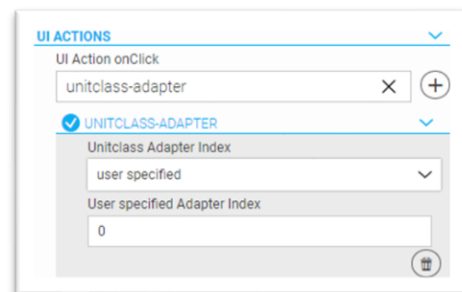 UI ACTIONS
UI Action onClick
unitclass-adapter
UNITCLASS-ADAPTER
Unitclass Adapter Index
user specified
User specified Adapter Index
0